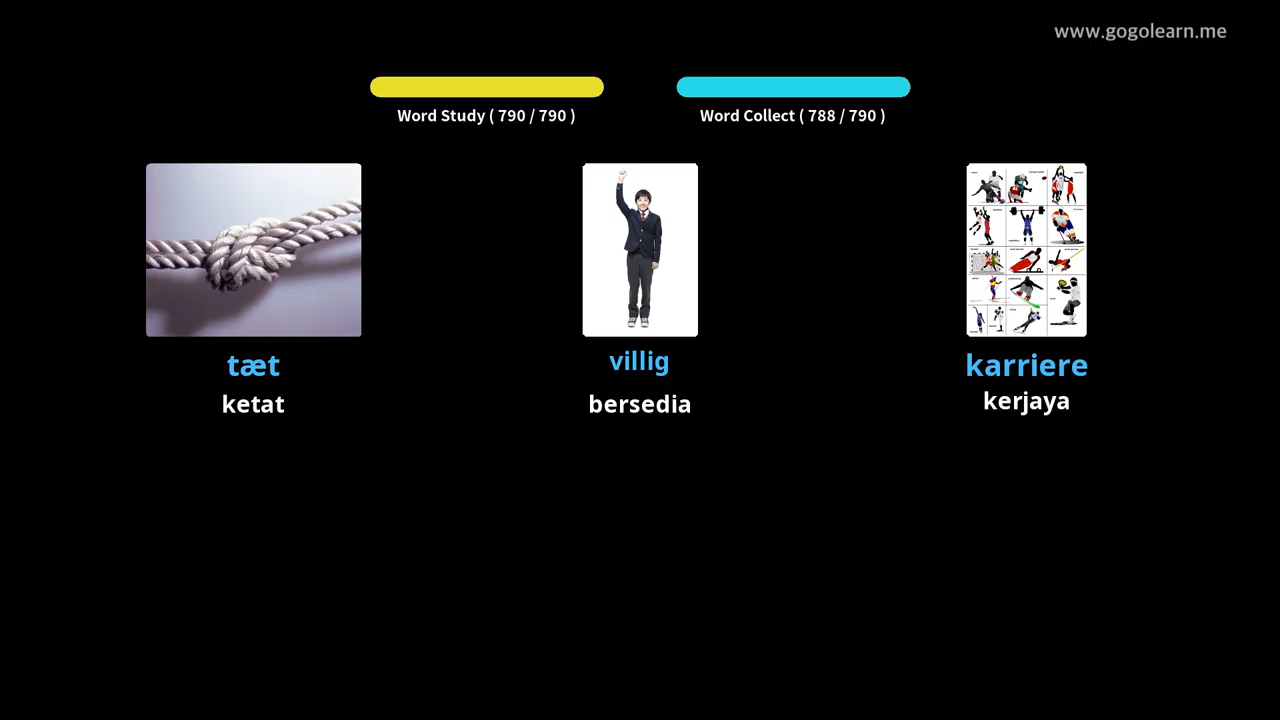 www.gogolearn.me
Word Study ( 790 / 790 )
Word Collect ( 788 / 790 )
tæt
villig
karriere
ketat
bersedia
kerjaya